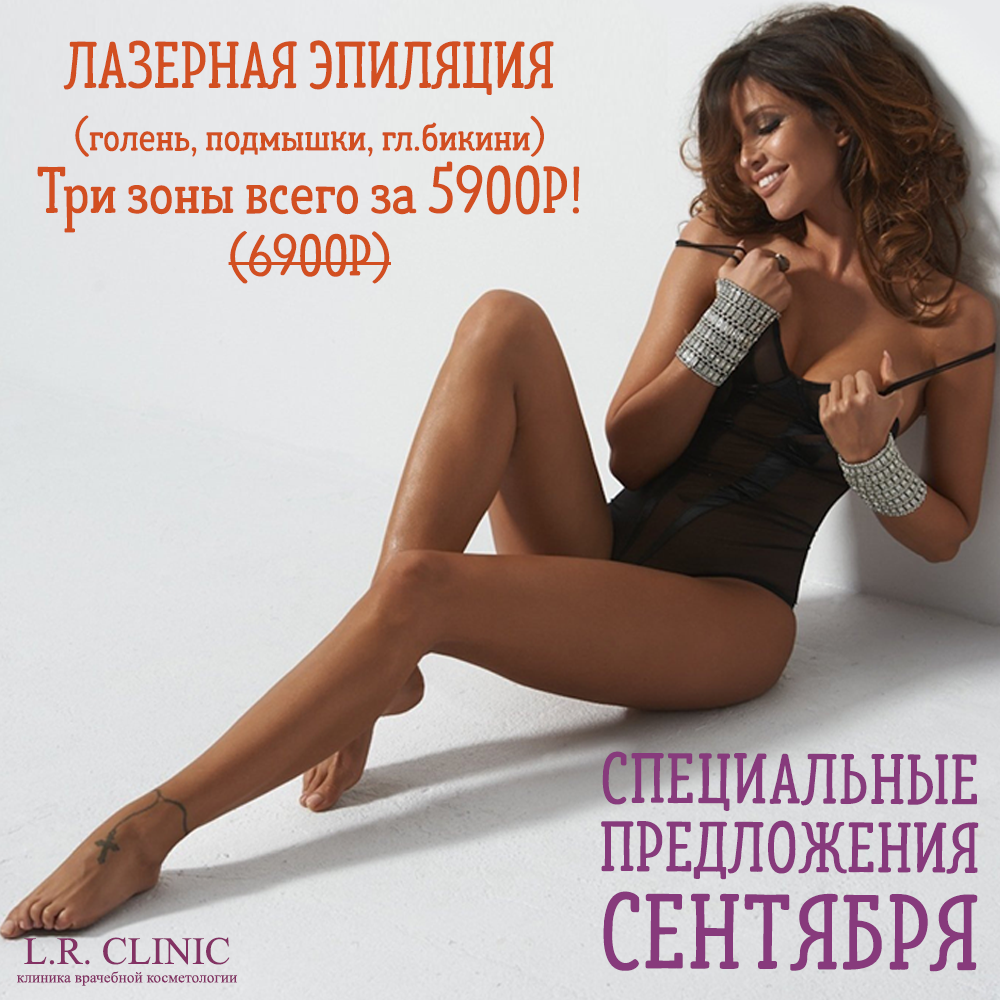 ЛАЗЕРНАЯ ЭПИЛЯЦИЯ
(голень, подмышки, гл.бикини)
Три зоны всего за 5900Р!
(6900Р)
СПЕЦИАЛЬНЫЕ
ПРЕДЛОЖЕНИЯ
СЕНТЯБРЯ
L.R. CLINIC
клиника врачебной косметологии